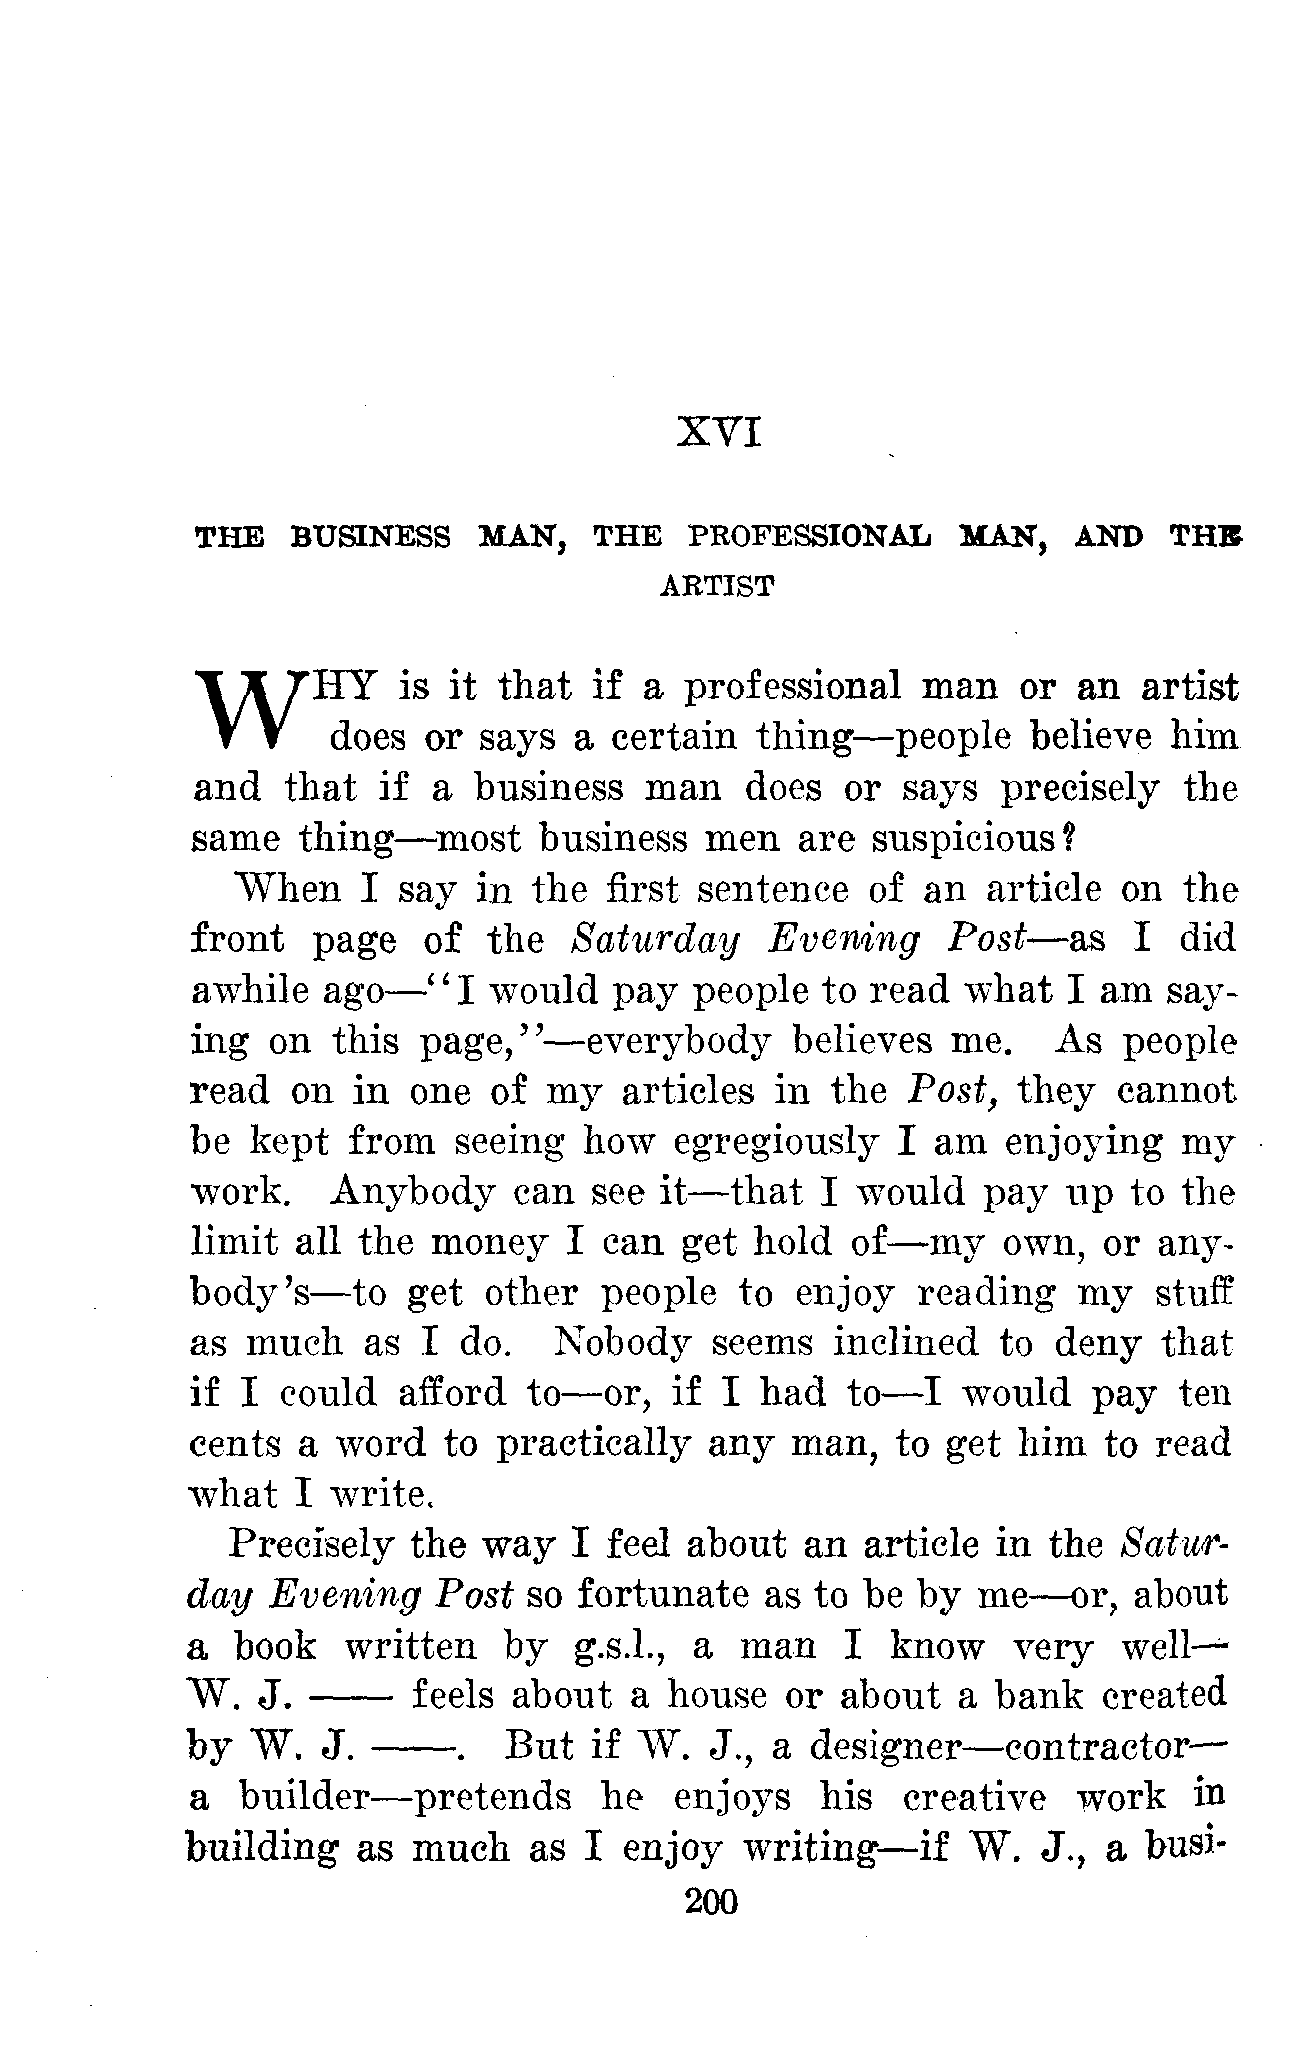 XVI
THE BUSINESS MAN, THE PROFESSIONAL MAN, AND THE
ARTIST
WHY is it that if a professional man or an artist
does or says a certain thing—people believe him
and that if a business man does or says precisely the
same thing—most business men are suspicious?
When I say in the first sentence of an article on the
front page of the Saturday Evening Post—as I did
awhile ago—"I would pay people to read what I am say-
ing on this page,"—everybody believes me. As people
read on in one of my articles in the Post, they cannot
be kept from seeing how egregiously I am enjoying my
work. Anybody can see it—that I would pay up to the
limit all the money I can get hold of—my own, or any-
body's—to get other people to enjoy reading my stuff
as much as I do. Nobody seems inclined to deny that
if I could afford to—or, if I had to—I would pay ten
cents a word to practically any man, to get him to read
what I write.
Precisely the way I feel about an article in the Satur-
day Evening Post so fortunate as to be by me—or, about
a book written by g.s.l., a man I know very well—
W. J. —— feels about a house or about a bank created
by W. J. ——. But if W. J., a designer—contractor—
a builder—pretends he enjoys his creative work in
building as much as I enjoy writing—if W. J., a busi-
200